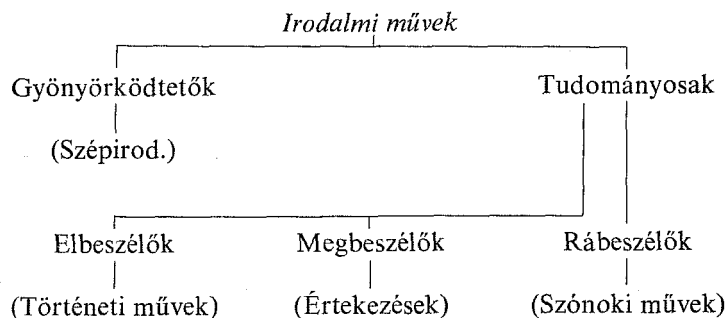 Irodalmi művek
Gyönyörködtetők Tudományosak
(Szépirod.)
Elbeszélők Megbeszélők Rábeszélők
(Történeti művek) (Értekezések) (Szónoki művek)